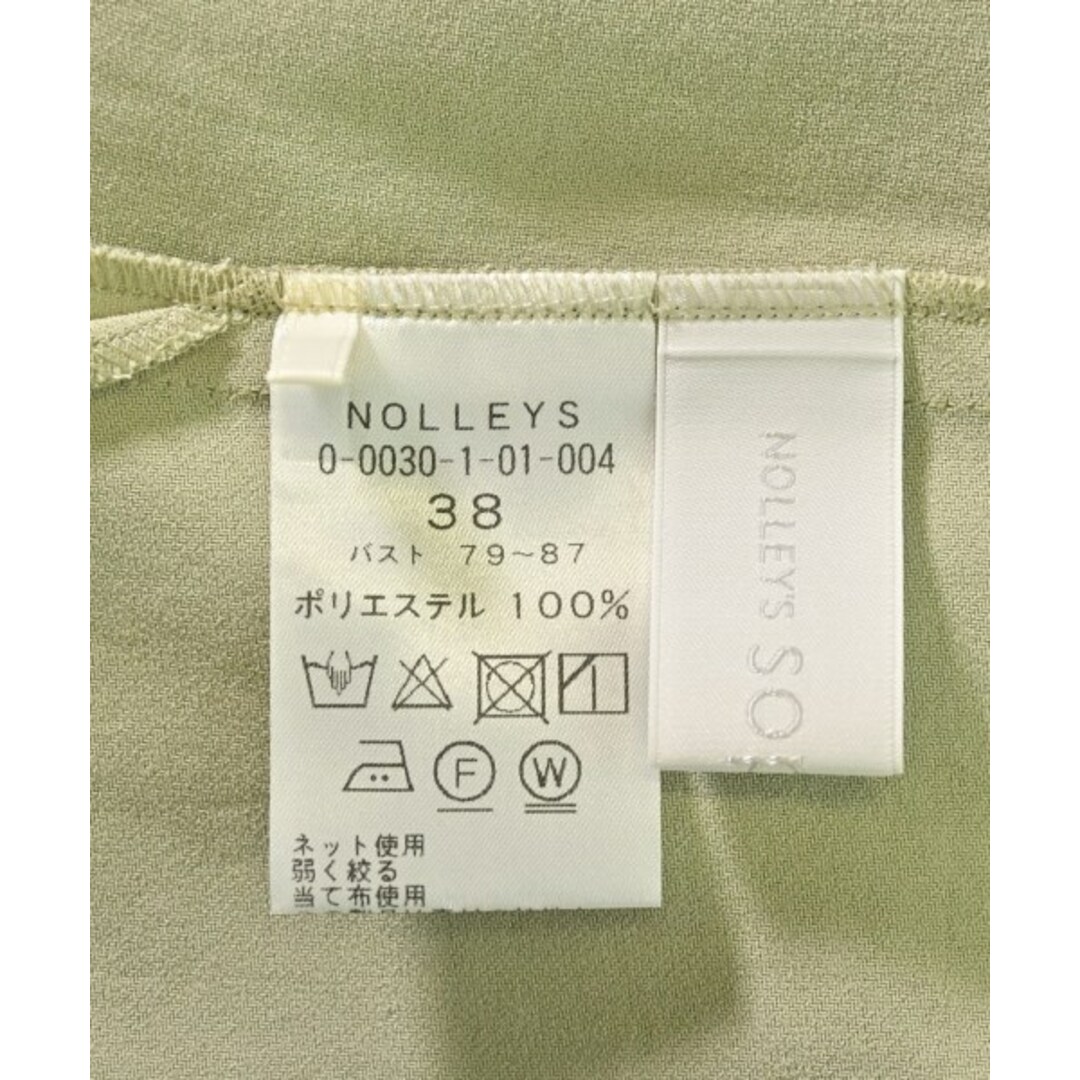 NOLLEYS
0-0030-1-01-004
38
バスト 79～87
ポリエステル 100%
F
W
ネット使用
弱く絞る
当て布使用
NOLLEY'S